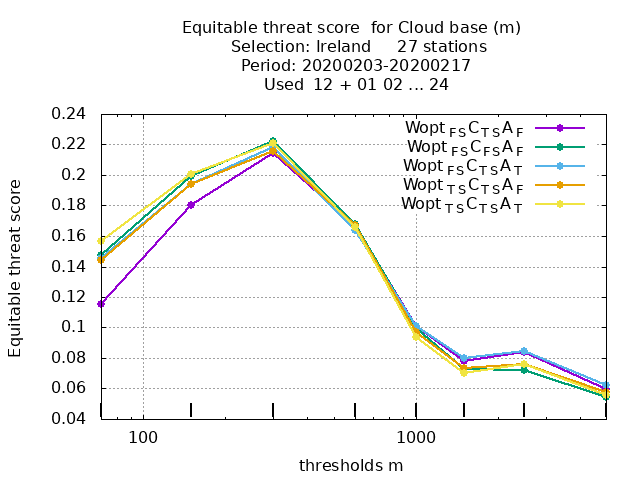 Equitable threat score  for Cloud base (m)
Selection: Ireland     27 stations
Period: 20200203-20200217
Used  12 + 01 02 ... 24
Equitable threat score
0.24
0.22
0.2
0.18
0.16
0.14
0.12
0.1
0.08
0.06
0.04
Wopt FS C TS A F
Wopt FS C FS A F
Wopt FS C TS A T
Wopt TS C TS A F
Wopt TS C TS A T
100 1000
thresholds m